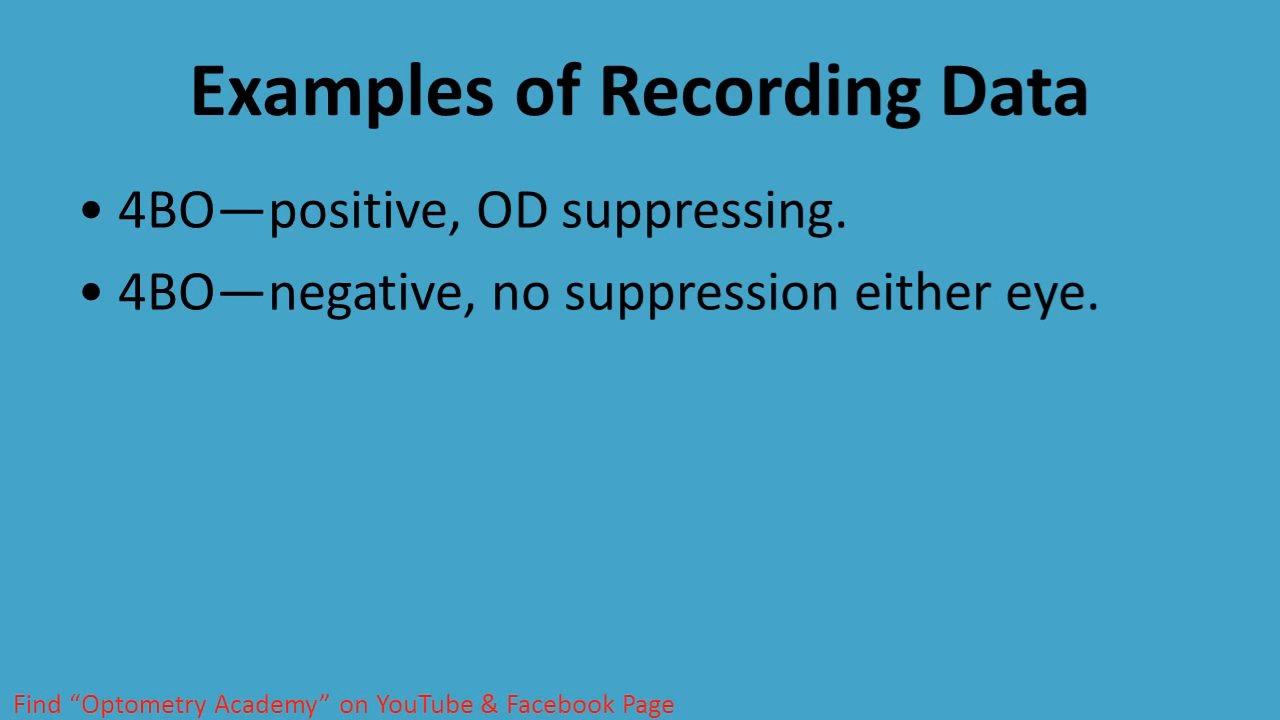 Examples of Recording Data
• 4BO—positive, OD suppressing.
• 4BO—negative, no suppression either eye.
Find “Optometry Academy” on YouTube & Facebook Page